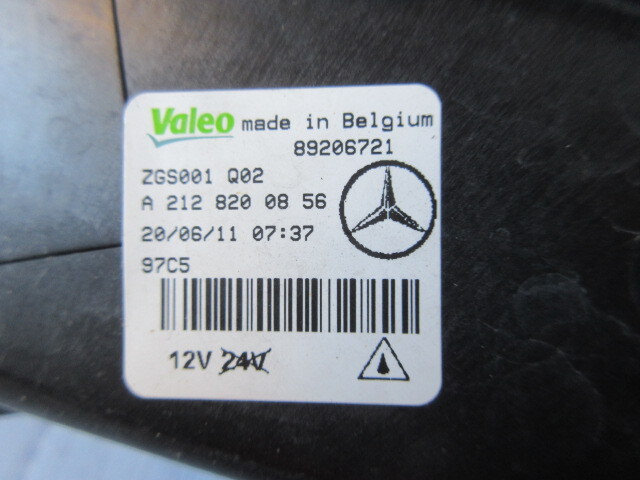 Valeo made in Belgium
89206721
ZGS001 Q02
A 212 820 08 56
20/06/11 07:37
97C5
12V 24V